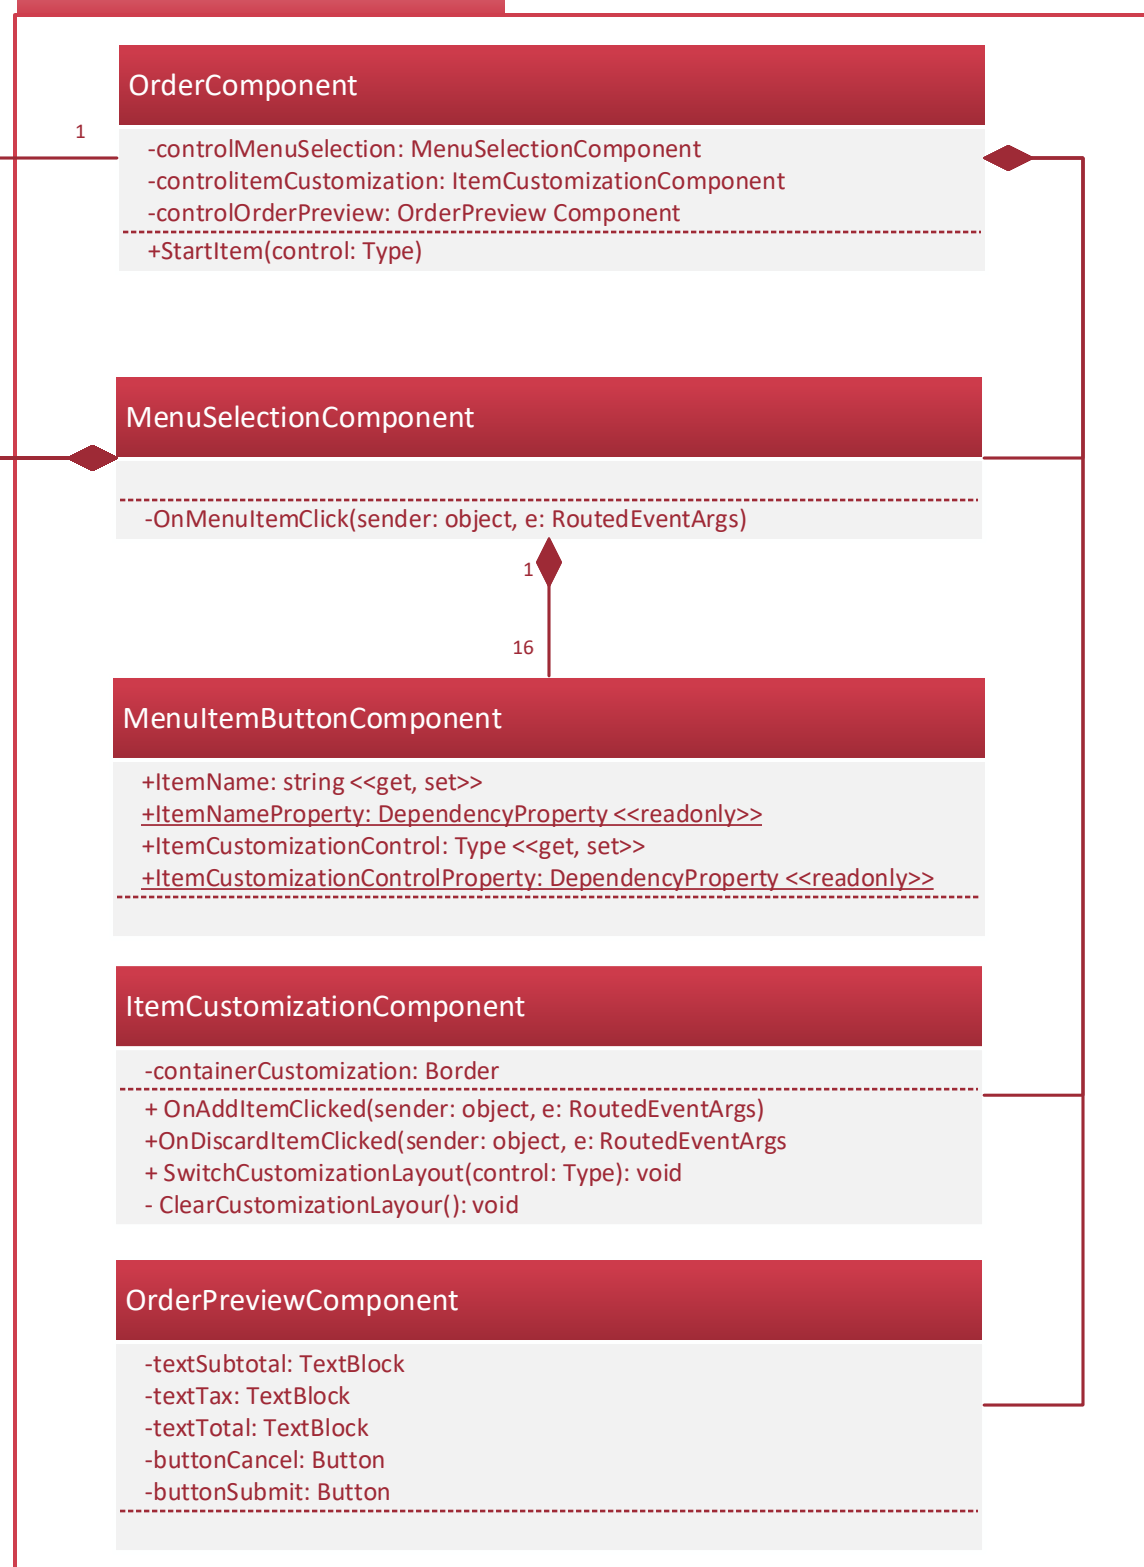 OrderComponent
1
-controlMenuSelection: MenuSelectionComponent
-controlitemCustomization: ItemCustomizationComponent
-controlOrderPreview: OrderPreview Component
+StartItem(control: Type)
MenuSelectionComponent
-OnMenuItemClick(sender: object, e: RoutedEventArgs)
1
16
MenuItemButtonComponent
+ItemName: string <<get, set>>
+ItemNameProperty: DependencyProperty <<readonly>>
+ItemCustomizationControl: Type <<get, set>>
+ItemCustomizationControlProperty: DependencyProperty <<readonly>>
ItemCustomizationComponent
-containerCustomization: Border
+ OnAddItemClicked(sender: object, e: RoutedEventArgs)
+OnDiscardItemClicked(sender: object, e: RoutedEventArgs
+ SwitchCustomizationLayout(control: Type): void
- ClearCustomizationLayour(): void
OrderPreviewComponent
-textSubtotal: TextBlock
-textTax: TextBlock
-textTotal: TextBlock
-buttonCancel: Button
-buttonSubmit: Button